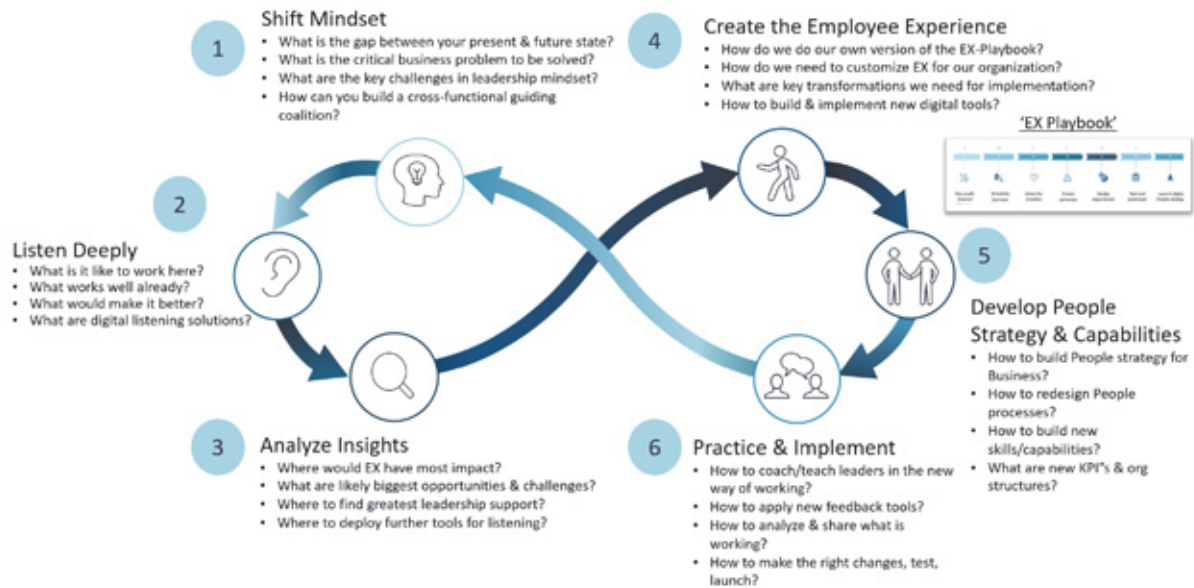 1
Shift Mindset
• What is the gap between your present & future state?
• What is the critical business problem to be solved?
• What are the key challenges in leadership mindset?
• How can you build a cross-functional guiding
coalition?
2
Listen Deeply
• What is it like to work here?
• What works well already?
• What would make it better?
• What are digital listening solutions?
3
Analyze Insights
• Where would EX have most impact?
• What are likely biggest opportunities & challenges?
• Where to find greatest leadership support?
• Where to deploy further tools for listening?
4
Create the Employee Experience
• How do we do our own version of the EX-Playbook?
• How do we need to customize EX for our organization?
• What are key transformations we need for implementation?
• How to build & implement new digital tools?
'EX Playbook'
5
Develop People
Strategy & Capabilities
• How to build People strategy for
Business?
• How to redesign People
processes?
• How to build new
skills/capabilities?
• What are new KPI"s & org
structures?
6
Practice & Implement
• How to coach/teach leaders in the new
way of working?
• How to apply new feedback tools?
• How to analyze & share what is
working?
• How to make the right changes, test,
launch?